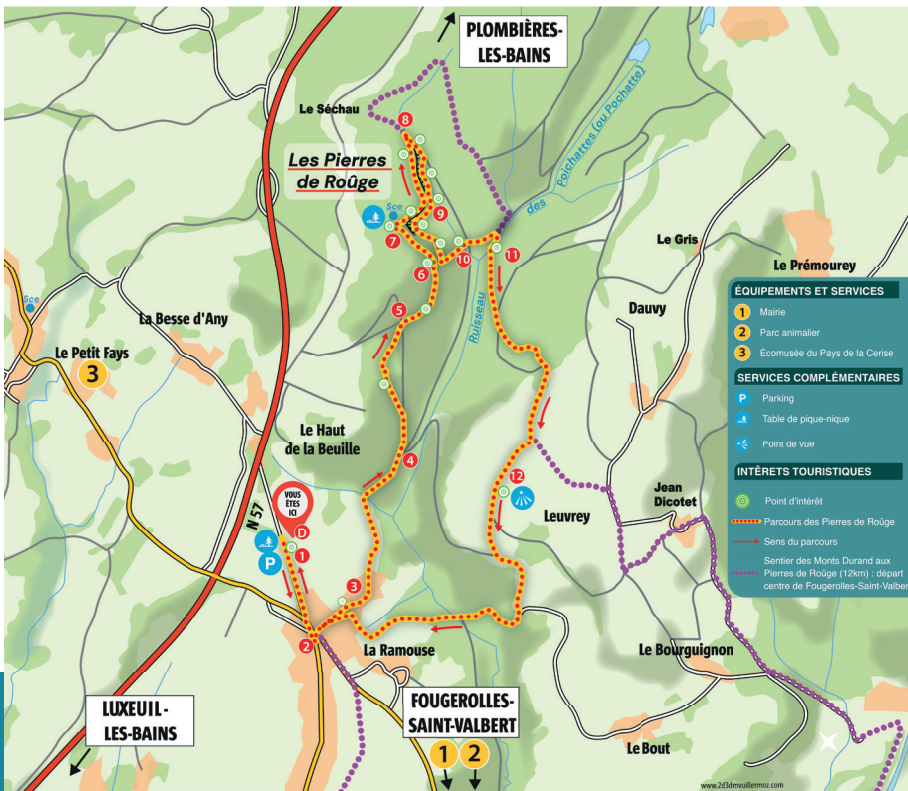 PLOMBIÈRES-
LES-BAINS
Le Séchau
8
Les Pierres
de Roûge
Sce
9
7
6
10
11
Ruisseau
des
Poichattes (ou Pochatte)
Le Gris
Le Prémourey
Dauvy
Sce
La Besse d'Any
Le Petit Fays
3
5
Le Haut
de la Beuille
4
VOUS
ÊTES
ICI
N 57
D
1
P
2
3
12
Leuvrey
Jean
Dicotet
La Ramouse
Le Bourguignon
Le Bout
LUXEUIL-
LES-BAINS
FOUGEROLLES-
SAINT-VALBERT
1 2
ÉQUIPEMENTS ET SERVICES
1 Mairie
2 Parc animalier
3 Écomusée du Pays de la Cerise
SERVICES COMPLÉMENTAIRES
P Parking
Table de pique-nique
Point de vue
INTÉRETS TOURISTIQUES
Point d'intérêt
Parcours des Pierres de Roûge
Sens du parcours
Sentier des Monts Durand aux
Pierres de Roûge (12km) : départ
centre de Fougerolles-Saint-Valber
www.2d3dmvuillermoz.com